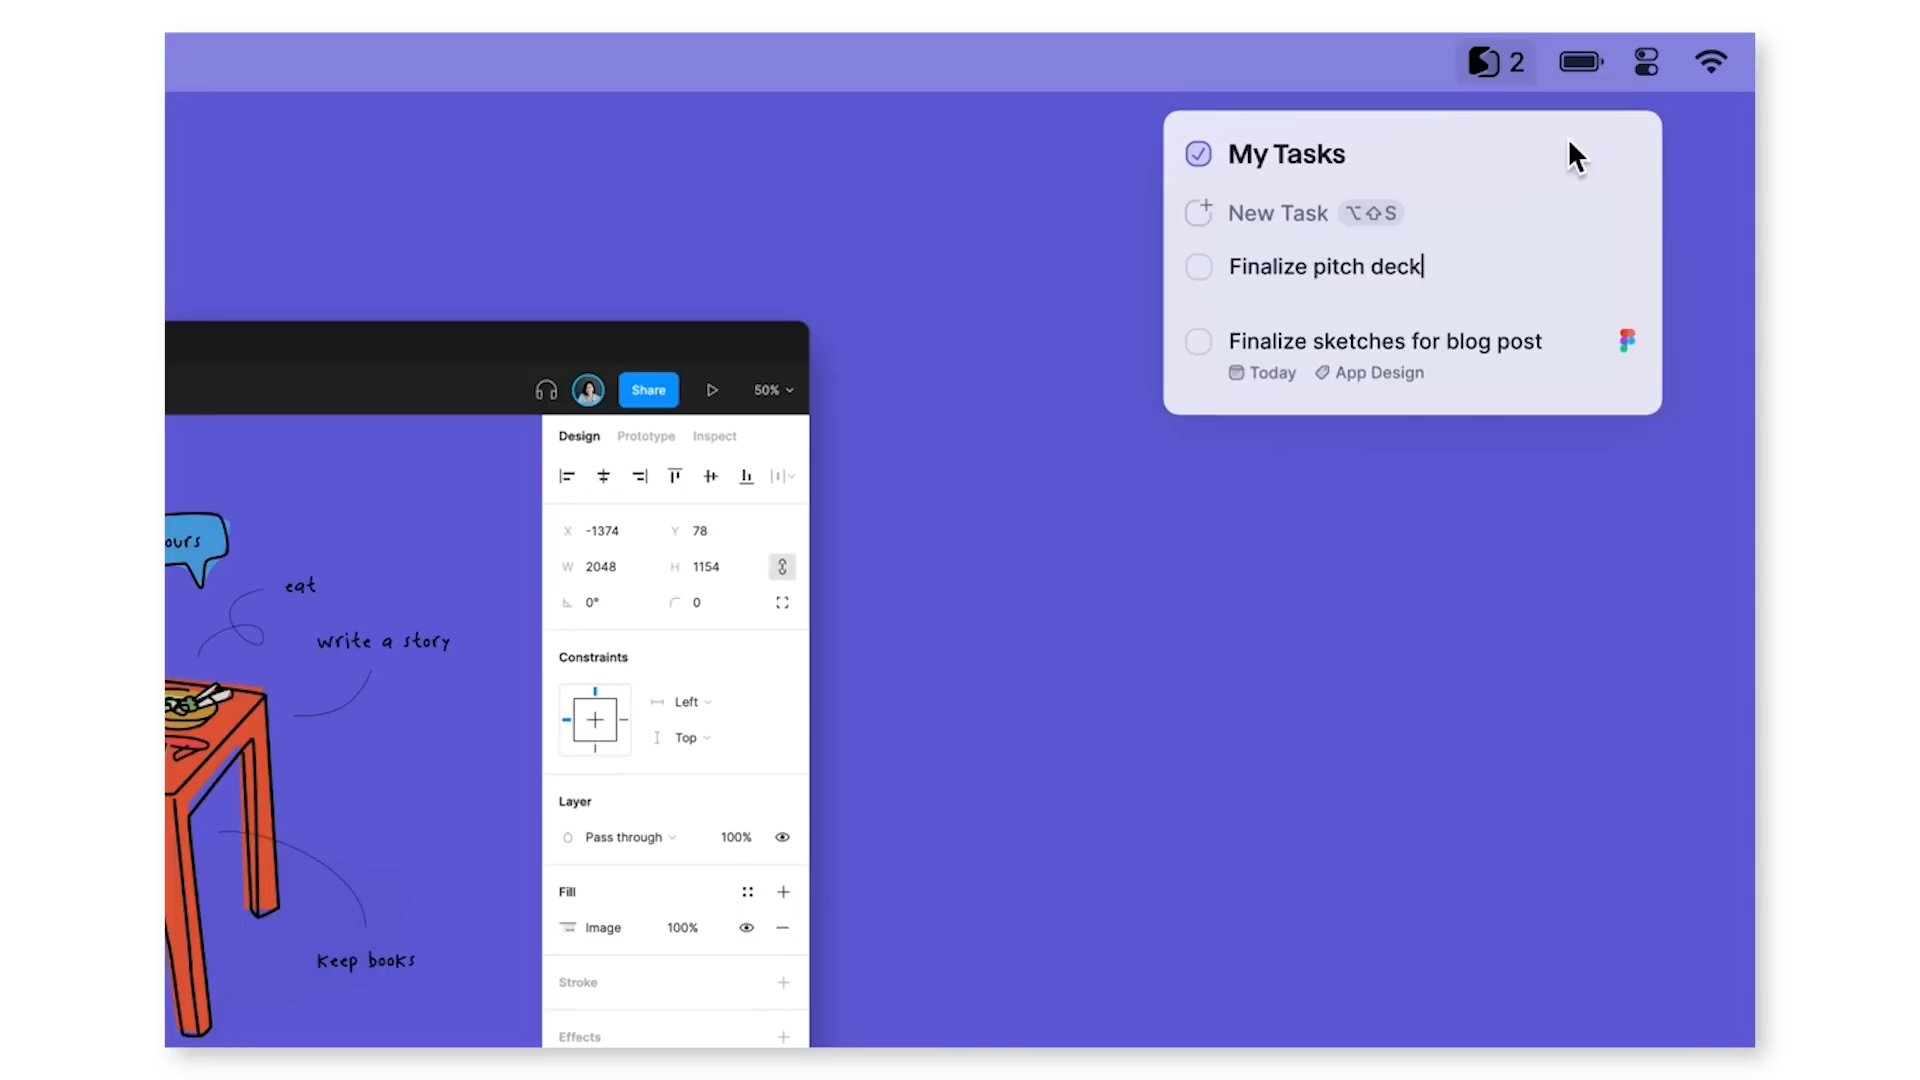 2
My Tasks
New Task ⌥⇧S
Finalize pitch deck
Finalize sketches for blog post
Today App Design
Share 50%
Design Prototype Inspect
X -1374 Y 78
W 2048 H 1154
0° 0
Constraints
Left
Top
Layer
Pass through 100%
Fill
Image 100%
Stroke
Effects
ours
eat
write a story
Keep books